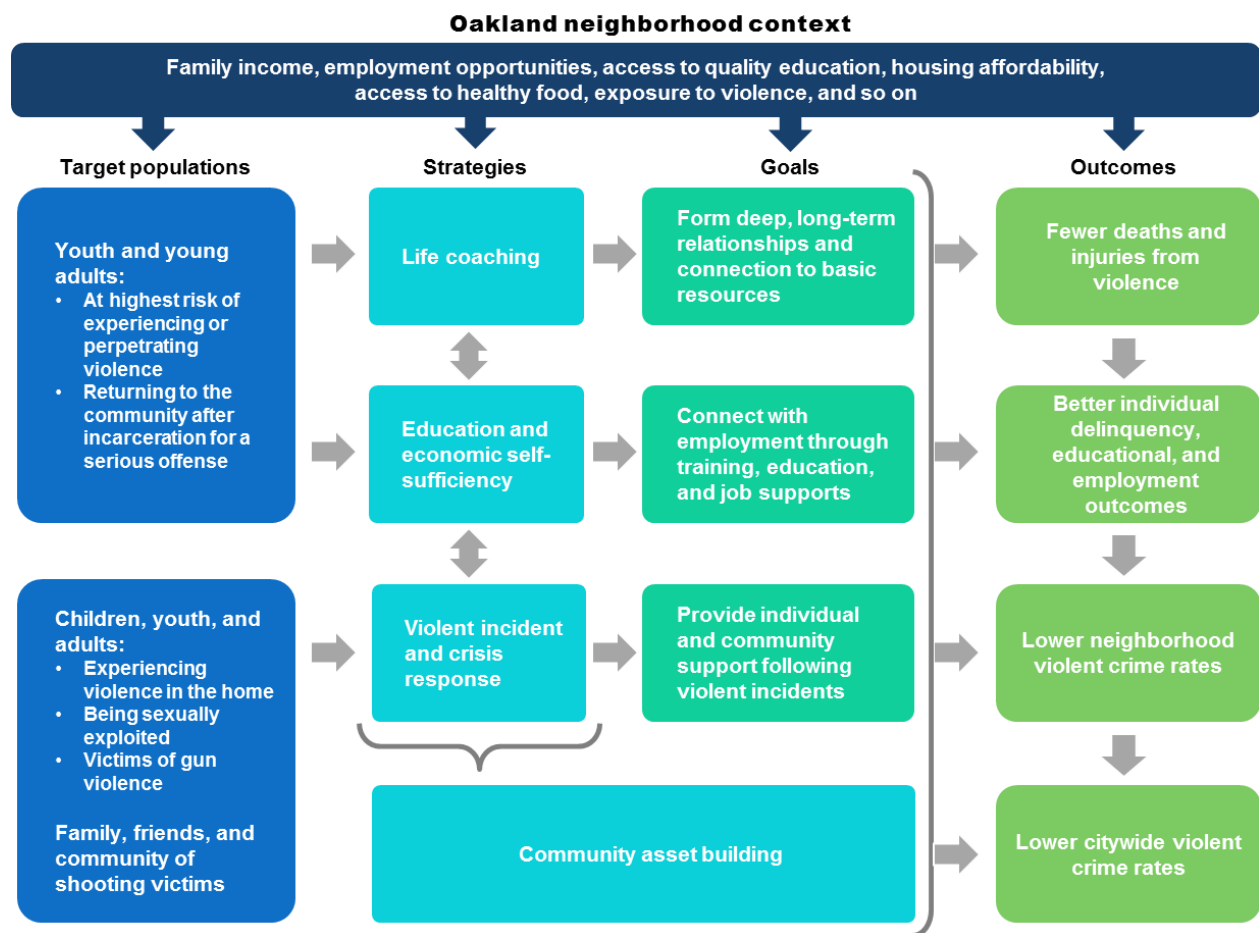 Oakland neighborhood context
Family income, employment opportunities, access to quality education, housing affordability,
access to healthy food, exposure to violence, and so on
Target populations
Strategies
Goals
Outcomes
Youth and young
adults:
• At highest risk of
experiencing or
perpetrating
violence
• Returning to the
community after
incarceration for a
serious offense
Life coaching
Form deep, long-term
relationships and
connection to basic
resources
Fewer deaths and
injuries from
violence
Education and
economic self-
sufficiency
Connect with
employment through
training, education,
and job supports
Better individual
delinquency,
educational, and
employment
outcomes
Children, youth, and
adults:
• Experiencing
violence in the home
• Being sexually
exploited
• Victims of gun
violence
Family, friends, and
community of
shooting victims
Violent incident
and crisis
response
Provide individual
and community
support following
violent incidents
Lower neighborhood
violent crime rates
Community asset building
Lower citywide violent
crime rates